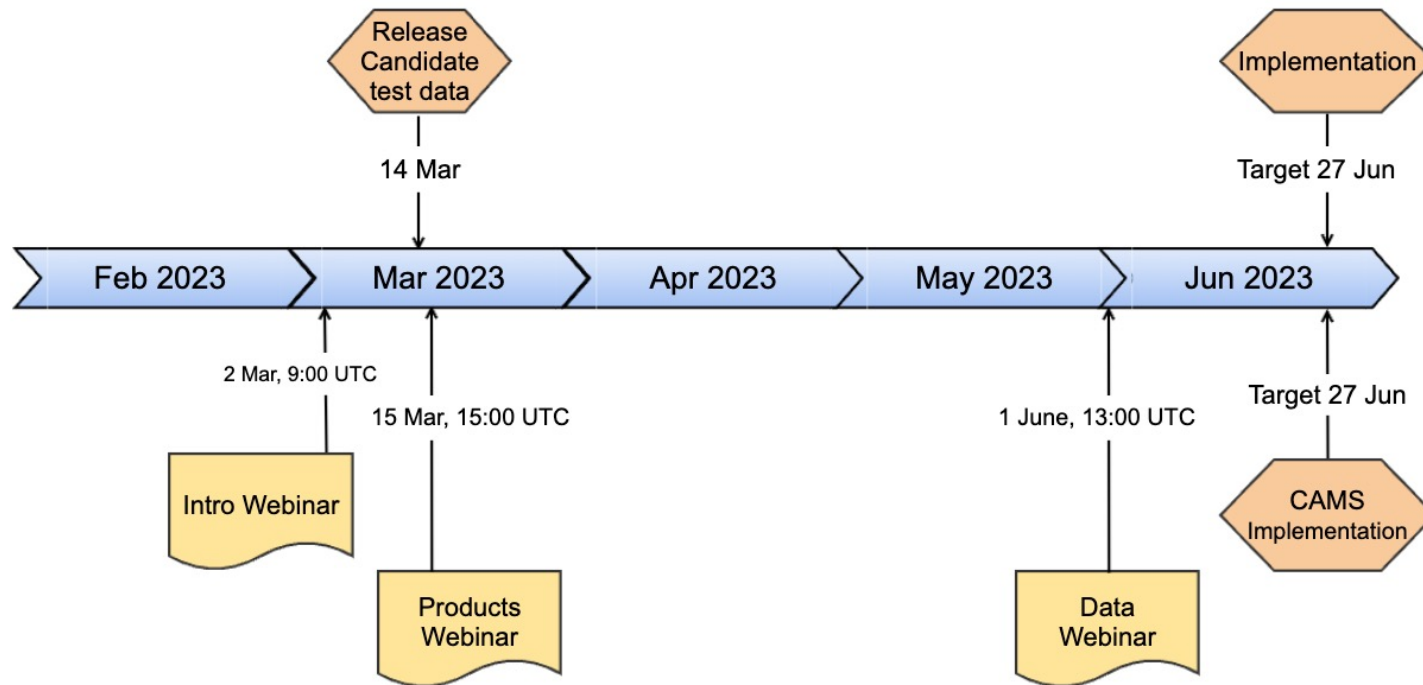 Release
Candidate
test data
Implementation
14 Mar
Target 27 Jun
Feb 2023
Mar 2023
Apr 2023
May 2023
Jun 2023
2 Mar, 9:00 UTC
15 Mar, 15:00 UTC
1 June, 13:00 UTC
Target 27 Jun
Intro Webinar
CAMS
Implementation
Products
Webinar
Data
Webinar